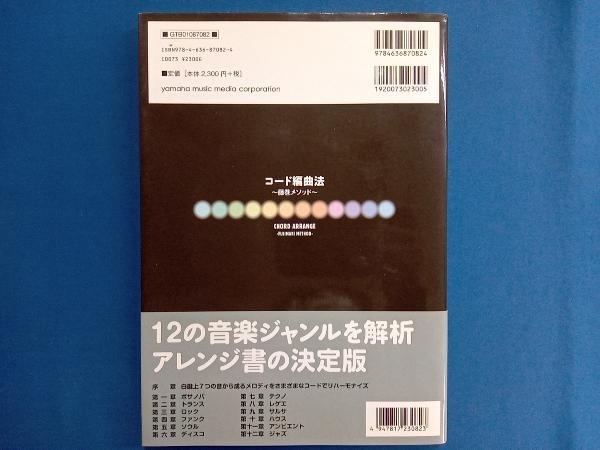 ■ GTB01087082 ■
ISBN978-4-636-87082-4
C0073 ¥2300E
■定価［本体2,300円+税］
yamaha music media corporation
9784636870824
1920073023005
コード編曲法
〜藤巻メソッド〜
CHORD ARRANGE
-FUJIMAKI METHOD-
12の音楽ジャンルを解析
アレンジ書の決定版
序　章　白鍵上7つの音から成るメロディをさまざまなコードでリハーモナイズ
第一章　ボサノバ
第二章　トランス
第三章　ロック
第四章　ファンク
第五章　ソウル
第六章　ディスコ
第七章　テクノ
第八章　レゲエ
第九章　サルサ
第十章　ハウス
第十一章　アンビエント
第十二章　ジャズ
4 947817 230823